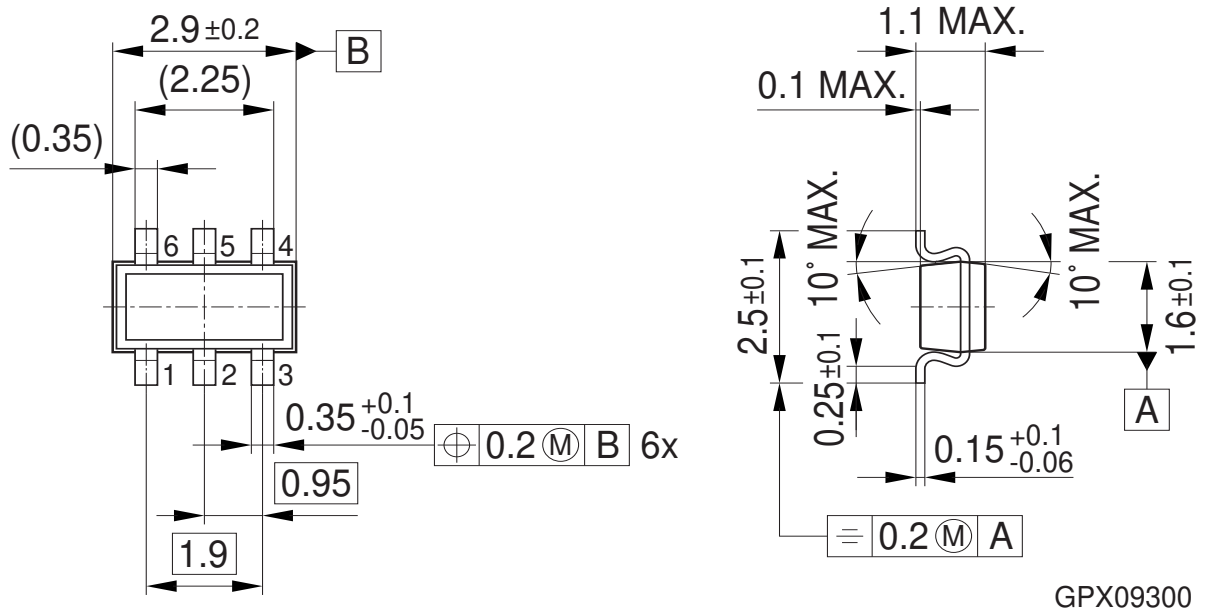 2.9 ±0.2
B
(2.25)
(0.35)
6 5 4
1 2 3
0.35 +0.1 -0.05
⌖ 0.2 Ⓜ B 6x
0.95
1.9
1.1 MAX.
0.1 MAX.
10° MAX.
10° MAX.
2.5±0.1
0.25±0.1
1.6±0.1
A
0.15 +0.1 -0.06
⌯ 0.2 Ⓜ A
GPX09300